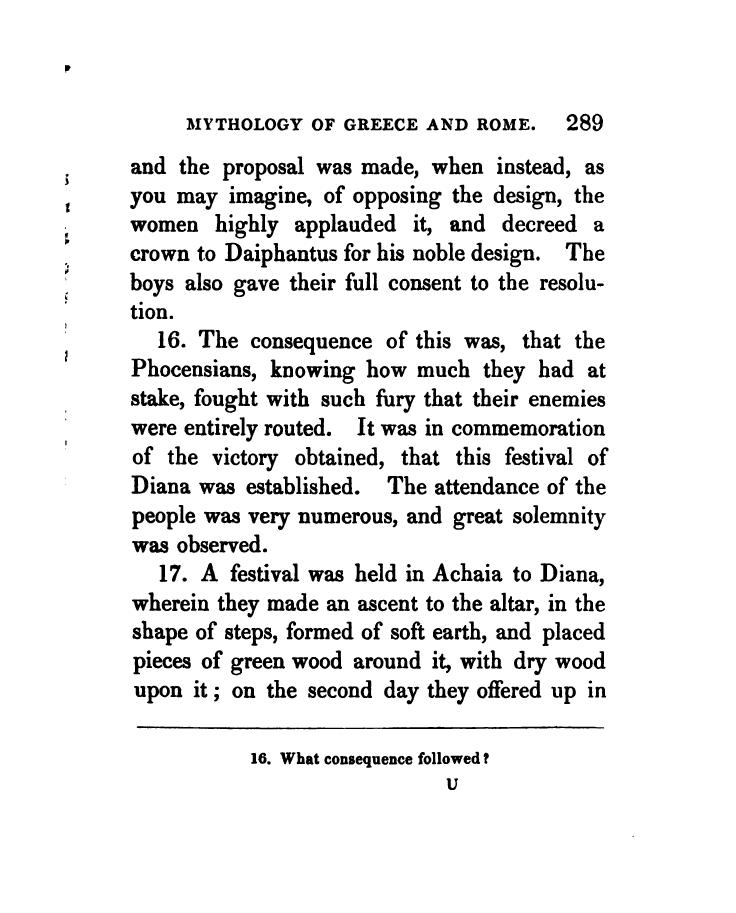 MYTHOLOGY OF GREECE AND ROME. 289
and the proposal was made, when instead, as
you may imagine, of opposing the design, the
women highly applauded it, and decreed a
crown to Daiphantus for his noble design. The
boys also gave their full consent to the resolu-
tion.
16. The consequence of this was, that the
Phocensians, knowing how much they had at
stake, fought with such fury that their enemies
were entirely routed. It was in commemoration
of the victory obtained, that this festival of
Diana was established. The attendance of the
people was very numerous, and great solemnity
was observed.
17. A festival was held in Achaia to Diana,
wherein they made an ascent to the altar, in the
shape of steps, formed of soft earth, and placed
pieces of green wood around it, with dry wood
upon it; on the second day they offered up in
16. What consequence followed?
U